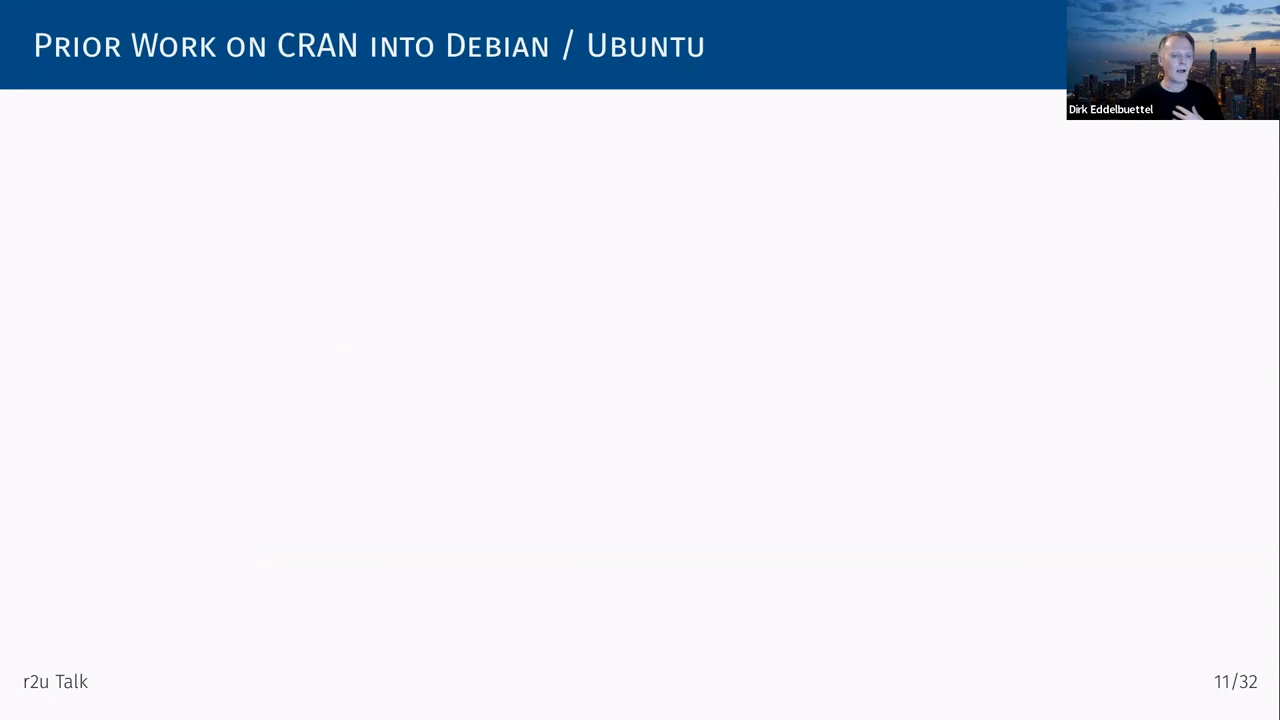 Prior Work on CRAN into Debian / Ubuntu
Dirk Eddelbuettel
r2u Talk
11/32